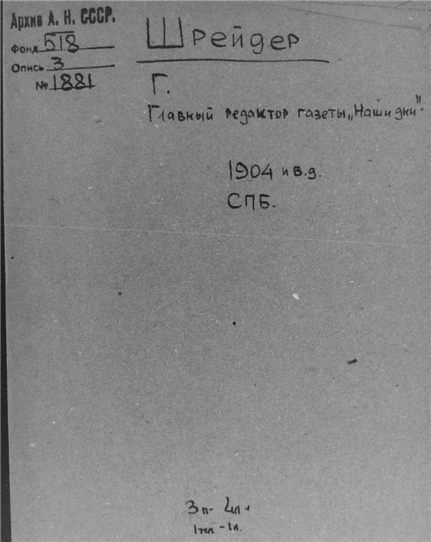 Архив А. Н. СССР.
Фонд 518
Опись 3
№ 1881
Шрейдер
Г.
Главный редактор газеты „Наши дни".
1904 и б.д.
СПБ.
3 п - 4 л +
1 тел - 1 л.